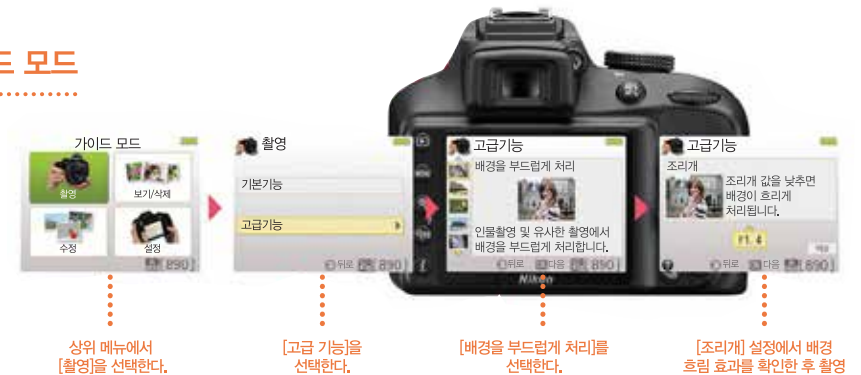 드 모드
가이드 모드
촬영
보기/삭제
수정
설정
[ 890 ]
촬영
기본기능
고급기능
뒤로 [ 890 ]
고급기능
배경을 부드럽게 처리
인물촬영 및 유사한 촬영에서
배경을 부드럽게 처리합니다.
뒤로 다음 [ 890 ]
MENU
Nikon
고급기능
조리개
조리개 값을 낮추면
배경이 흐리게
처리됩니다.
F1.4
뒤로 다음 [ 890 ]
상위 메뉴에서
[촬영]을 선택한다.
[고급 기능]을
선택한다.
[배경을 부드럽게 처리]를
선택한다.
[조리개] 설정에서 배경
흐림 효과를 확인한 후 촬영